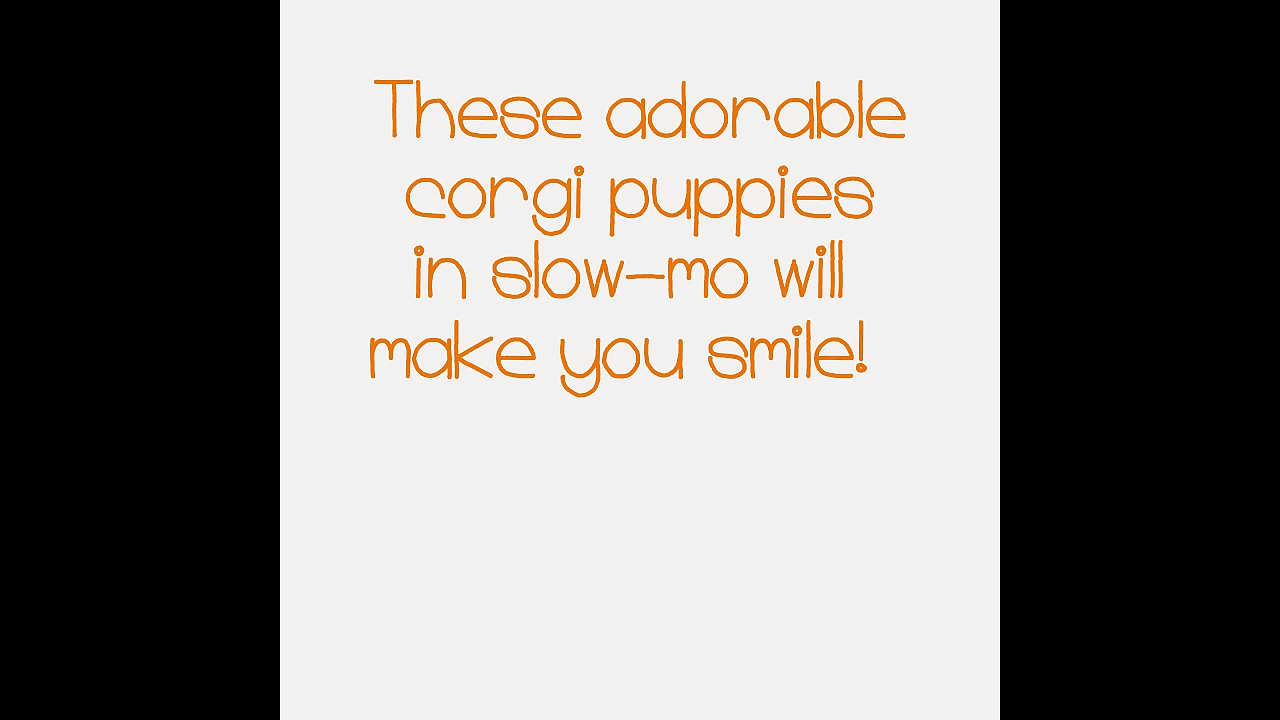 These adorable
corgi puppies
in slow-mo will
make you smile!